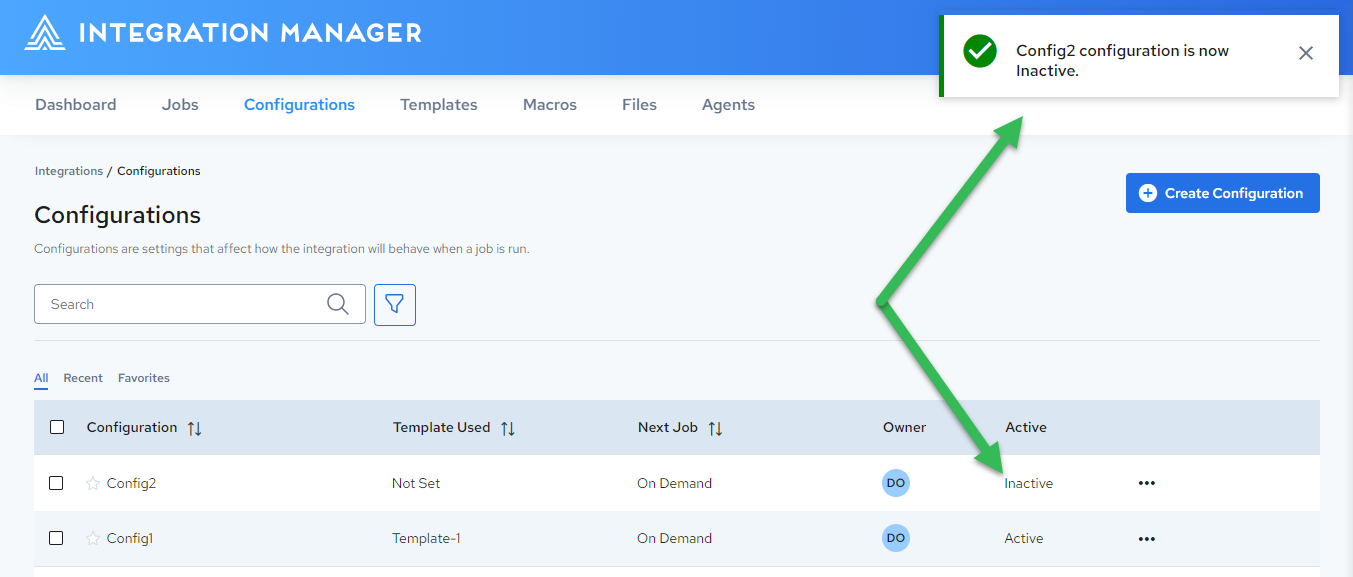 INTEGRATION MANAGER
Config2 configuration is now
Inactive.
Dashboard Jobs Configurations Templates Macros Files Agents
Integrations / Configurations
Configurations
Create Configuration
Configurations are settings that affect how the integration will behave when a job is run.
Search
All Recent Favorites
Configuration Template Used Next Job Owner Active
Config2 Not Set On Demand DO Inactive
Config1 Template-1 On Demand DO Active